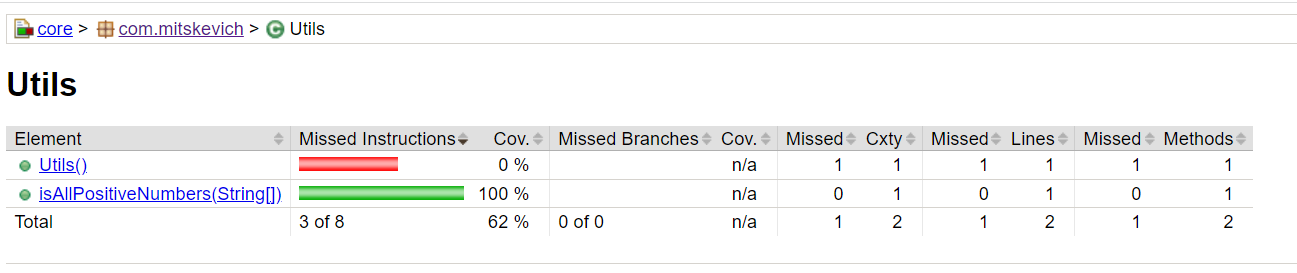 core > com.mitskevich > C Utils
Utils
Element Missed Instructions Cov. Missed Branches Cov. Missed Cxty Missed Lines Missed Methods
Utils() 0 % n/a 1 1 1 1 1 1
isAllPositiveNumbers(String[]) 100 % n/a 0 1 0 1 0 1
Total 3 of 8 62 % 0 of 0 n/a 1 2 1 2 1 2